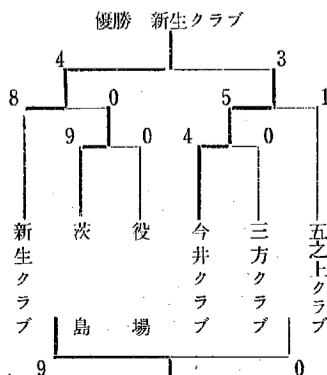 優勝 新生クラブ
4 3
8 0 5 1
9 0 4 0
新生クラブ
茨島
役場
今井クラブ
三方クラブ
五之上クラブ
9 0